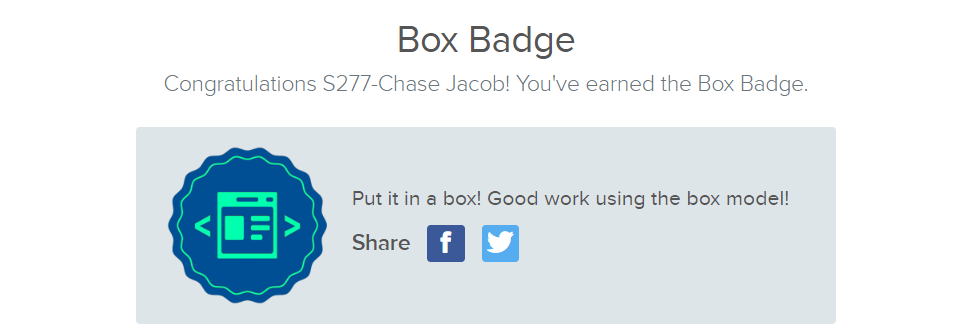 Box Badge
Congratulations S277-Chase Jacob! You've earned the Box Badge.
Put it in a box! Good work using the box model!
Share